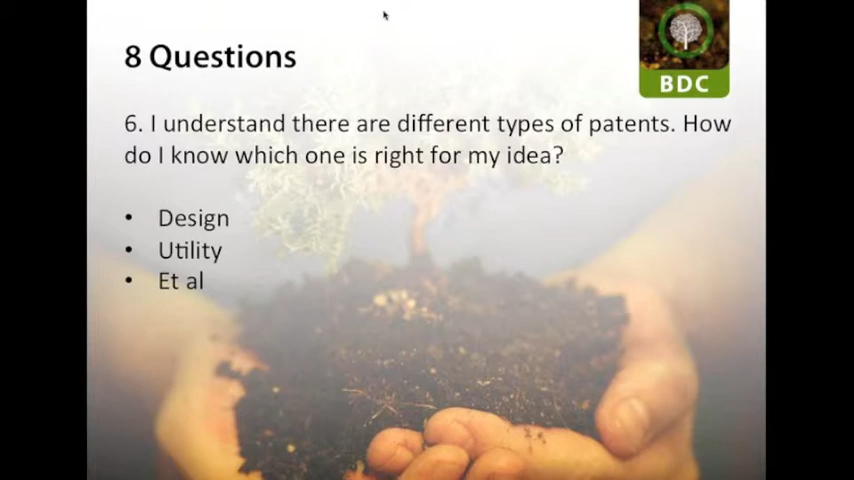 8 Questions
BDC
6. I understand there are different types of patents. How
do I know which one is right for my idea?
• Design
• Utility
• Et al